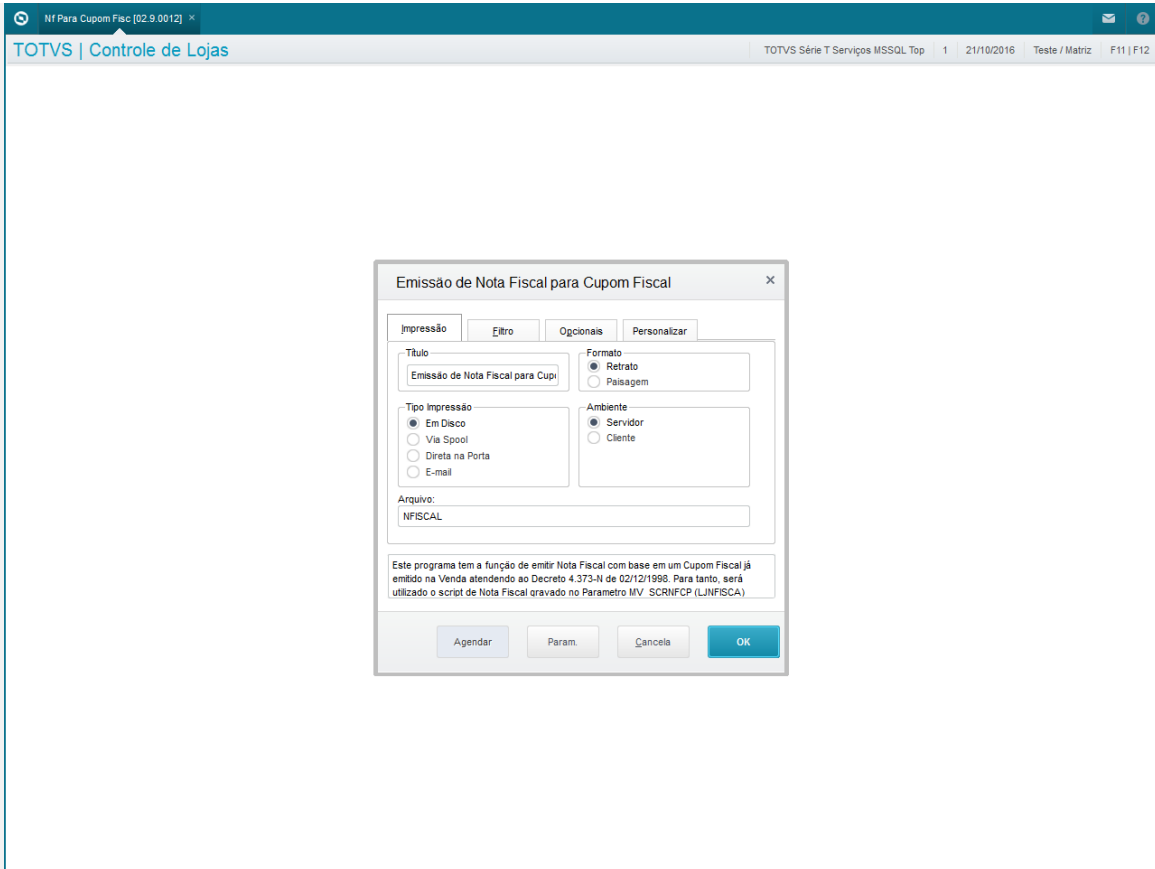 Nf Para Cupom Fisc [02.9.0012] ×
TOTVS | Controle de Lojas
TOTVS Série T Serviços MSSQL Top 1 21/10/2016 Teste / Matriz F11 | F12
Emissão de Nota Fiscal para Cupom Fiscal ×
Impressão Filtro Opcionais Personalizar
Título Formato
Emissão de Nota Fiscal para Cup
Retrato
Paisagem
Tipo Impressão Ambiente
Em Disco Servidor
Via Spool Cliente
Direta na Porta
E-mail
Arquivo:
NFISCAL
Este programa tem a função de emitir Nota Fiscal com base em um Cupom Fiscal já
emitido na Venda atendendo ao Decreto 4.373-N de 02/12/1998. Para tanto, será
utilizado o script de Nota Fiscal gravado no Parametro MV_SCRNFCP (LJNFISCA)
Agendar Param. Cancela OK